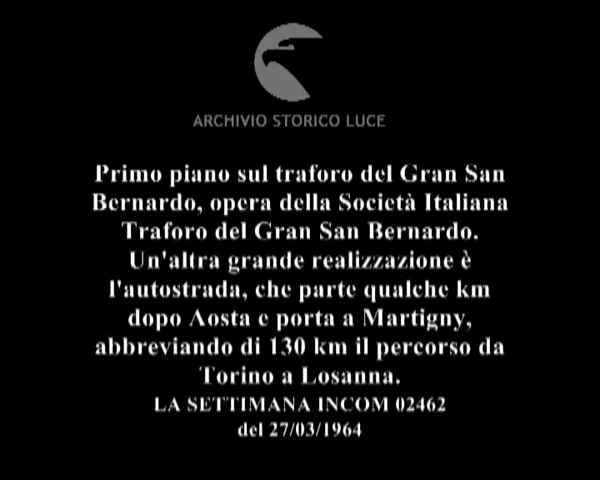 ARCHIVIO STORICO LUCE
Primo piano sul traforo del Gran San
Bernardo, opera della Società Italiana
Traforo del Gran San Bernardo.
Un'altra grande realizzazione è
l'autostrada, che parte qualche km
dopo Aosta e porta a Martigny,
abbreviando di 130 km il percorso da
Torino a Losanna.
LA SETTIMANA INCOM 02462
del 27/03/1964